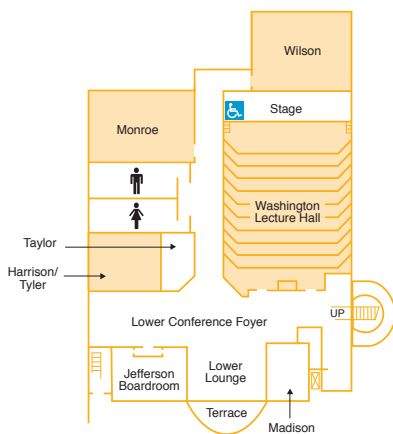 Wilson
Stage
Monroe
Washington
Lecture Hall
Taylor
Harrison/
Tyler
UP
Lower Conference Foyer
Jefferson
Boardroom
Lower
Lounge
Terrace
Madison